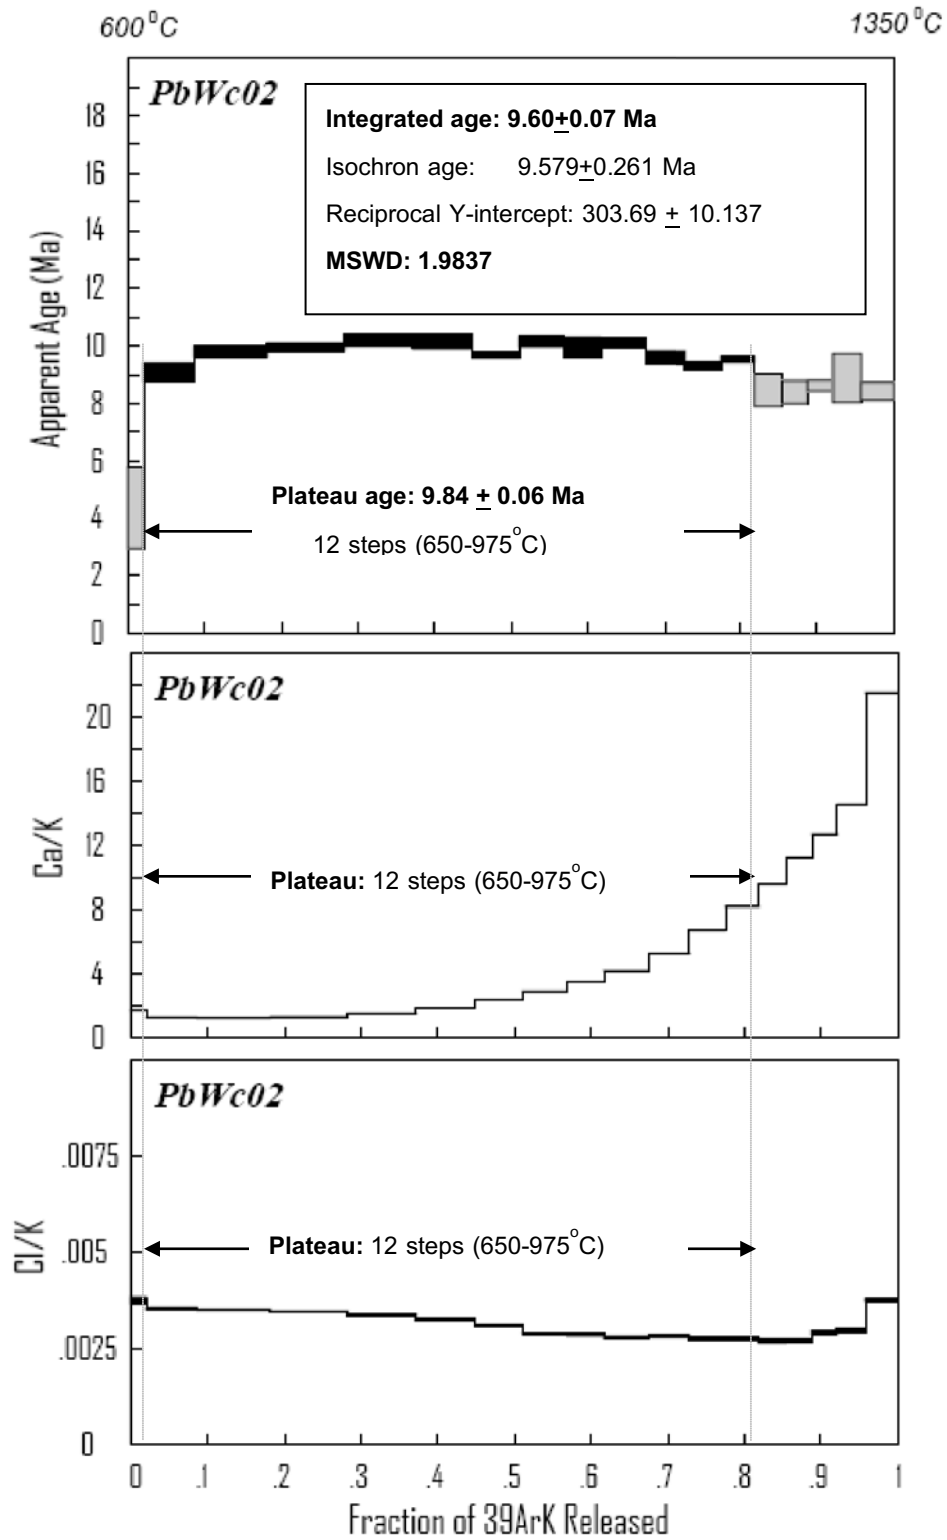 600 °C 1350 °C
PbWc02
Integrated age: 9.60±0.07 Ma
Isochron age: 9.579±0.261 Ma
Reciprocal Y-intercept: 303.69 ± 10.137
MSWD: 1.9837
18
16
14
12
10
8
6
4
2
0
Apparent Age (Ma)
Plateau age: 9.84 ± 0.06 Ma
12 steps (650-975°C)
PbWc02
20
16
12
8
4
0
Ca/K
Plateau: 12 steps (650-975°C)
PbWc02
.0075
.005
.0025
0
Cl/K
Plateau: 12 steps (650-975°C)
0 .1 .2 .3 .4 .5 .6 .7 .8 .9 1
Fraction of 39ArK Released